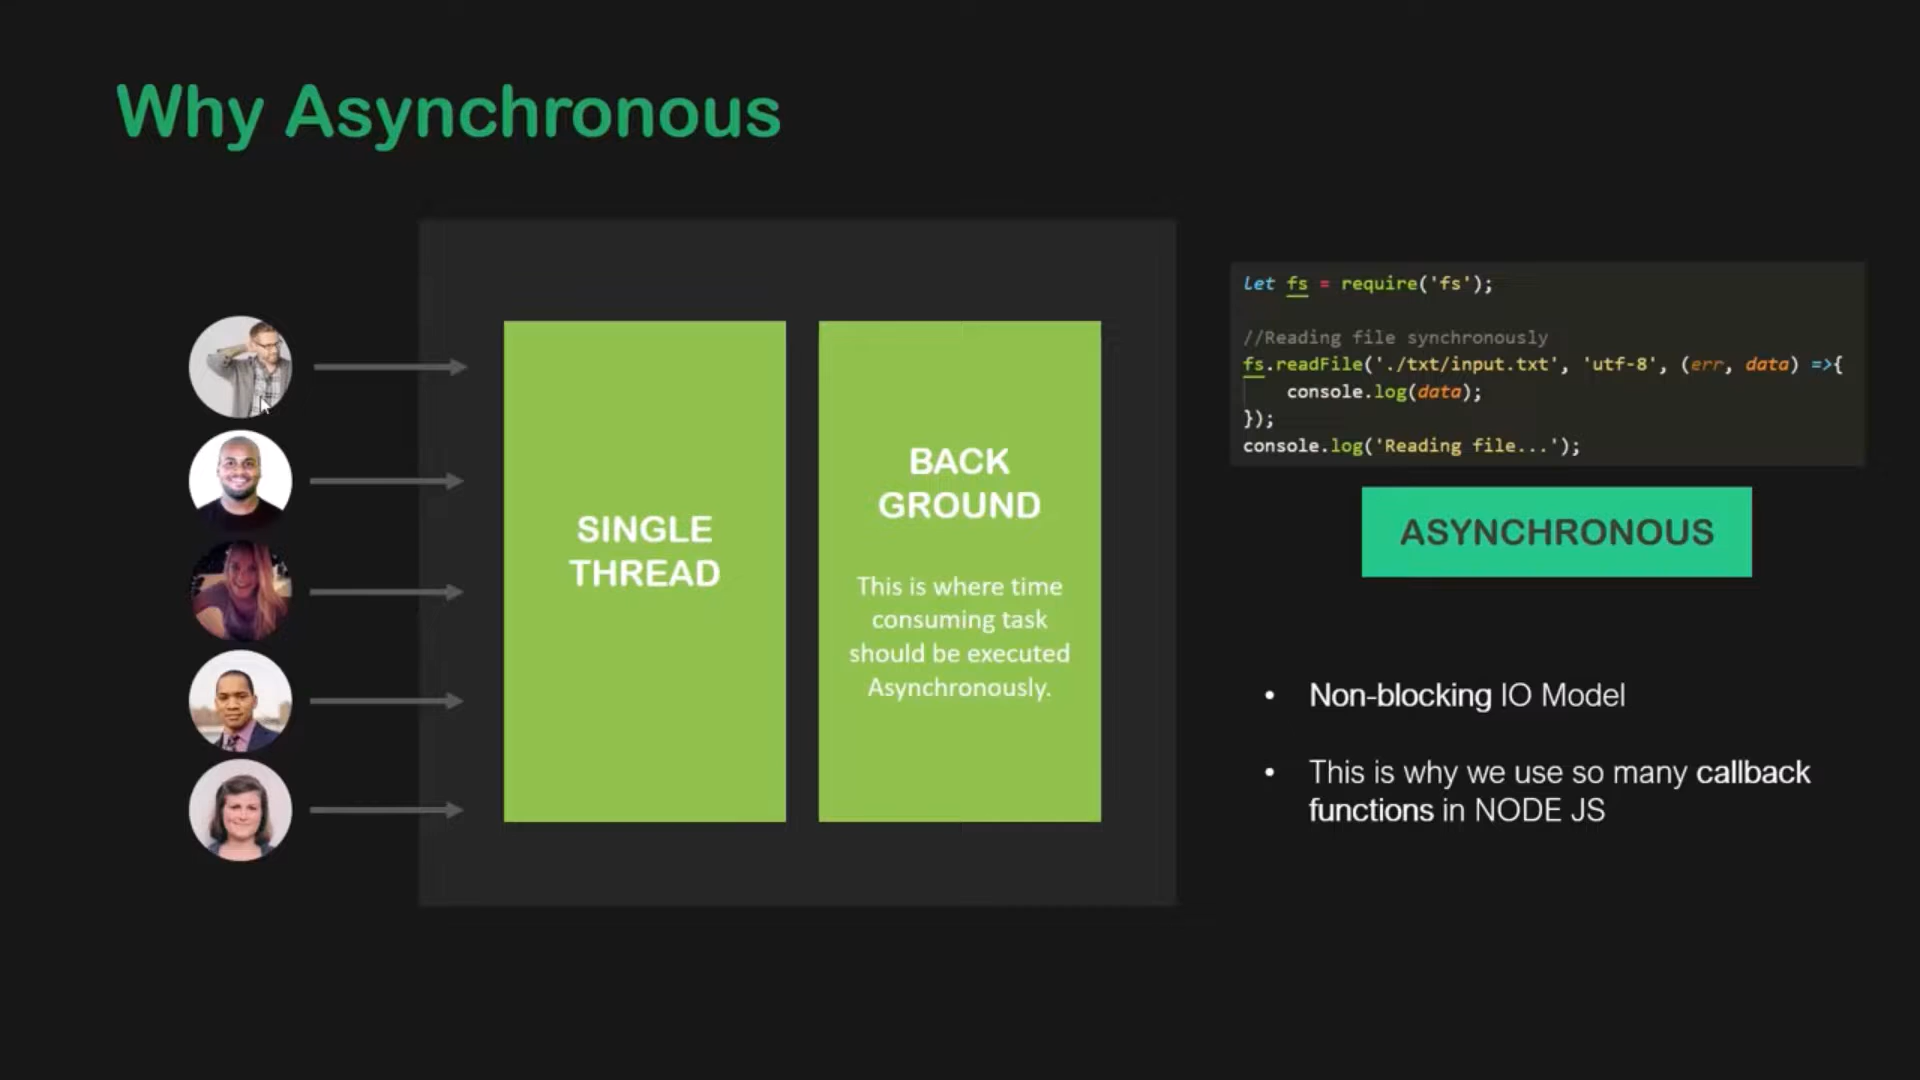 Why Asynchronous
SINGLE
THREAD
BACK
GROUND
This is where time
consuming task
should be executed
Asynchronously.
let fs = require('fs');
//Reading file synchronously
fs.readFile('./txt/input.txt', 'utf-8', (err, data) =>{
    console.log(data);
});
console.log('Reading file...');
ASYNCHRONOUS
• Non-blocking IO Model
• This is why we use so many callback
functions in NODE JS